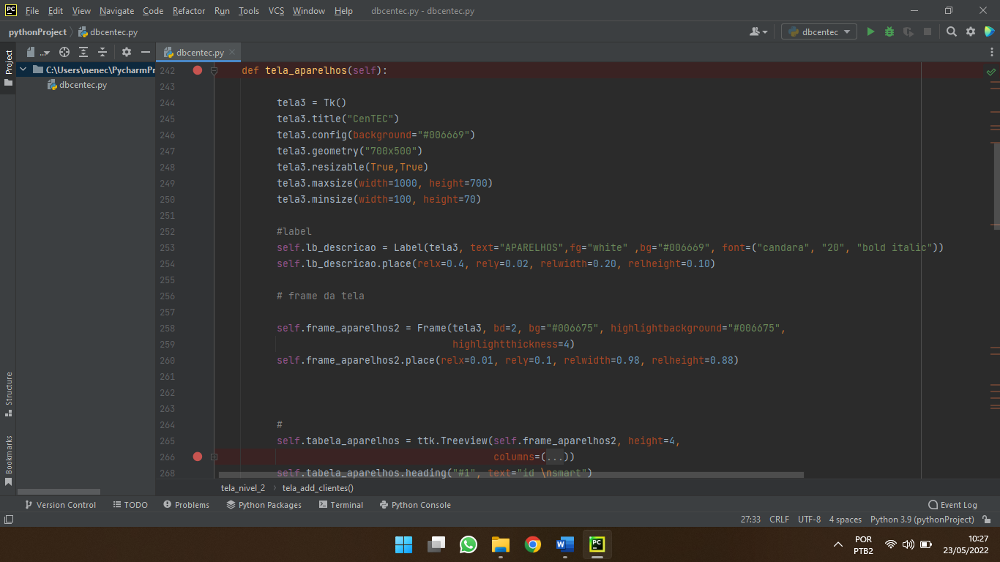 PC File Edit View Navigate Code Refactor Run Tools VCS Window Help dbcentec.py - dbcentec.py
pythonProject dbcentec.py dbcentec
Project ... dbcentec.py
C:\Users\nenec\PycharmPr
dbcentec.py
242 def tela_aparelhos(self):
243
244 tela3 = Tk()
245 tela3.title("CenTEC")
246 tela3.config(background="#006669")
247 tela3.geometry("700x500")
248 tela3.resizable(True,True)
249 tela3.maxsize(width=1000, height=700)
250 tela3.minsize(width=100, height=70)
251
252 #label
253 self.lb_descricao = Label(tela3, text="APARELHOS",fg="white" ,bg="#006669", font=("candara", "20", "bold italic"))
254 self.lb_descricao.place(relx=0.4, rely=0.02, relwidth=0.20, relheight=0.10)
255
256 # frame da tela
257
258 self.frame_aparelhos2 = Frame(tela3, bd=2, bg="#006675", highlightbackground="#006675",
259 highlightthickness=4)
260 self.frame_aparelhos2.place(relx=0.01, rely=0.1, relwidth=0.98, relheight=0.88)
261
262
263
264 #
265 self.tabela_aparelhos = ttk.Treeview(self.frame_aparelhos2, height=4,
266 columns=(...))
268 self.tabela_aparelhos.heading("#1", text="id \nsmart")
Structure
Bookmarks
tela_nivel_2 tela_add_clientes()
Version Control TODO Problems Python Packages Terminal Python Console Event Log
27:33 CRLF UTF-8 4 spaces Python 3.9 (pythonProject)
PC POR 10:27
PTB2 23/05/2022